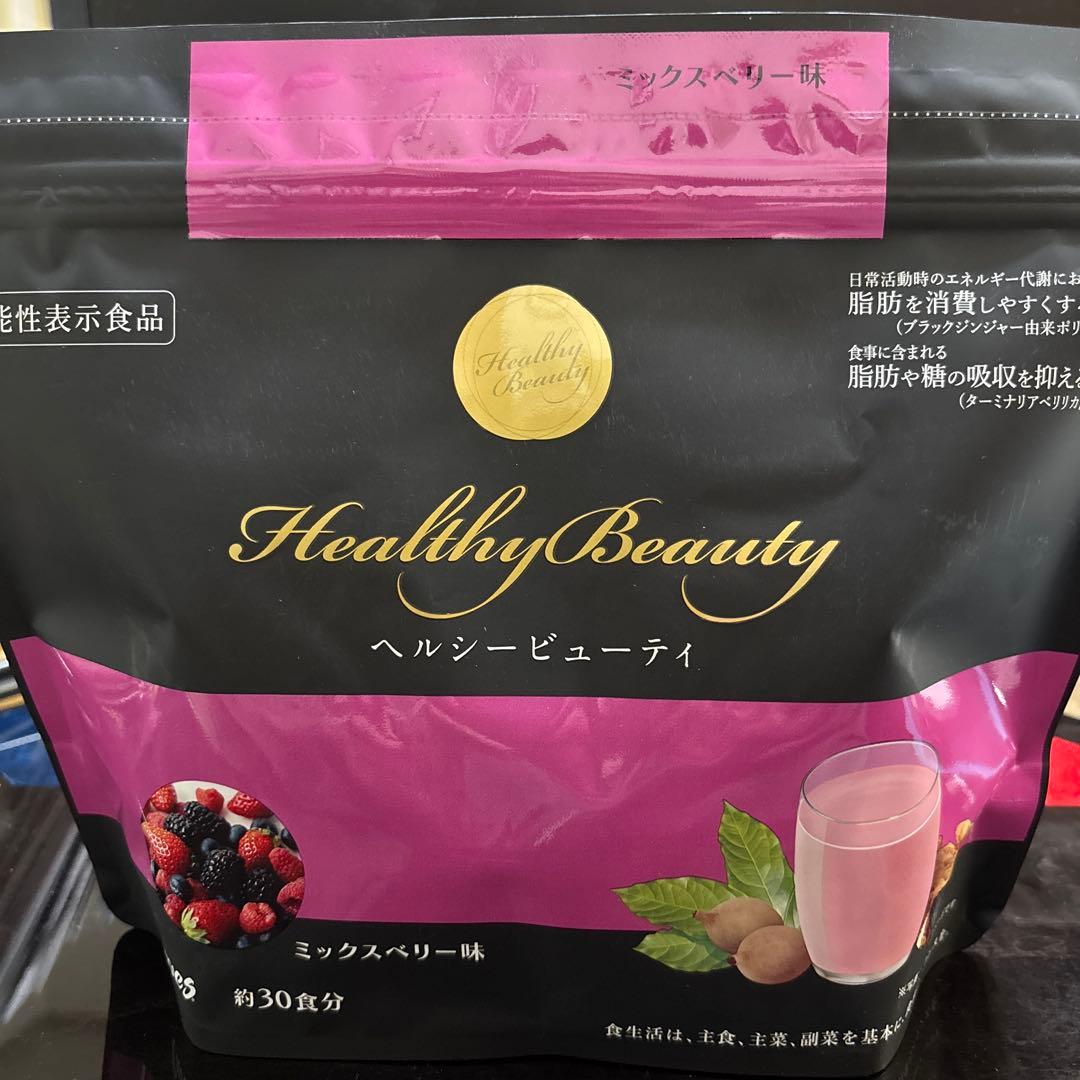 ミックスベリー味
能性表示食品
日常活動時のエネルギー代謝にお
脂肪を消費しやすくす
(ブラックジンジャー由来ポリ
食事に含まれる
脂肪や糖の吸収を抑える
(ターミナリアベリリカ
Healthy
Beauty
Healthy Beauty
ヘルシービューティ
ミックスベリー味
約30食分
食生活は、主食、主菜、副菜を基本に、